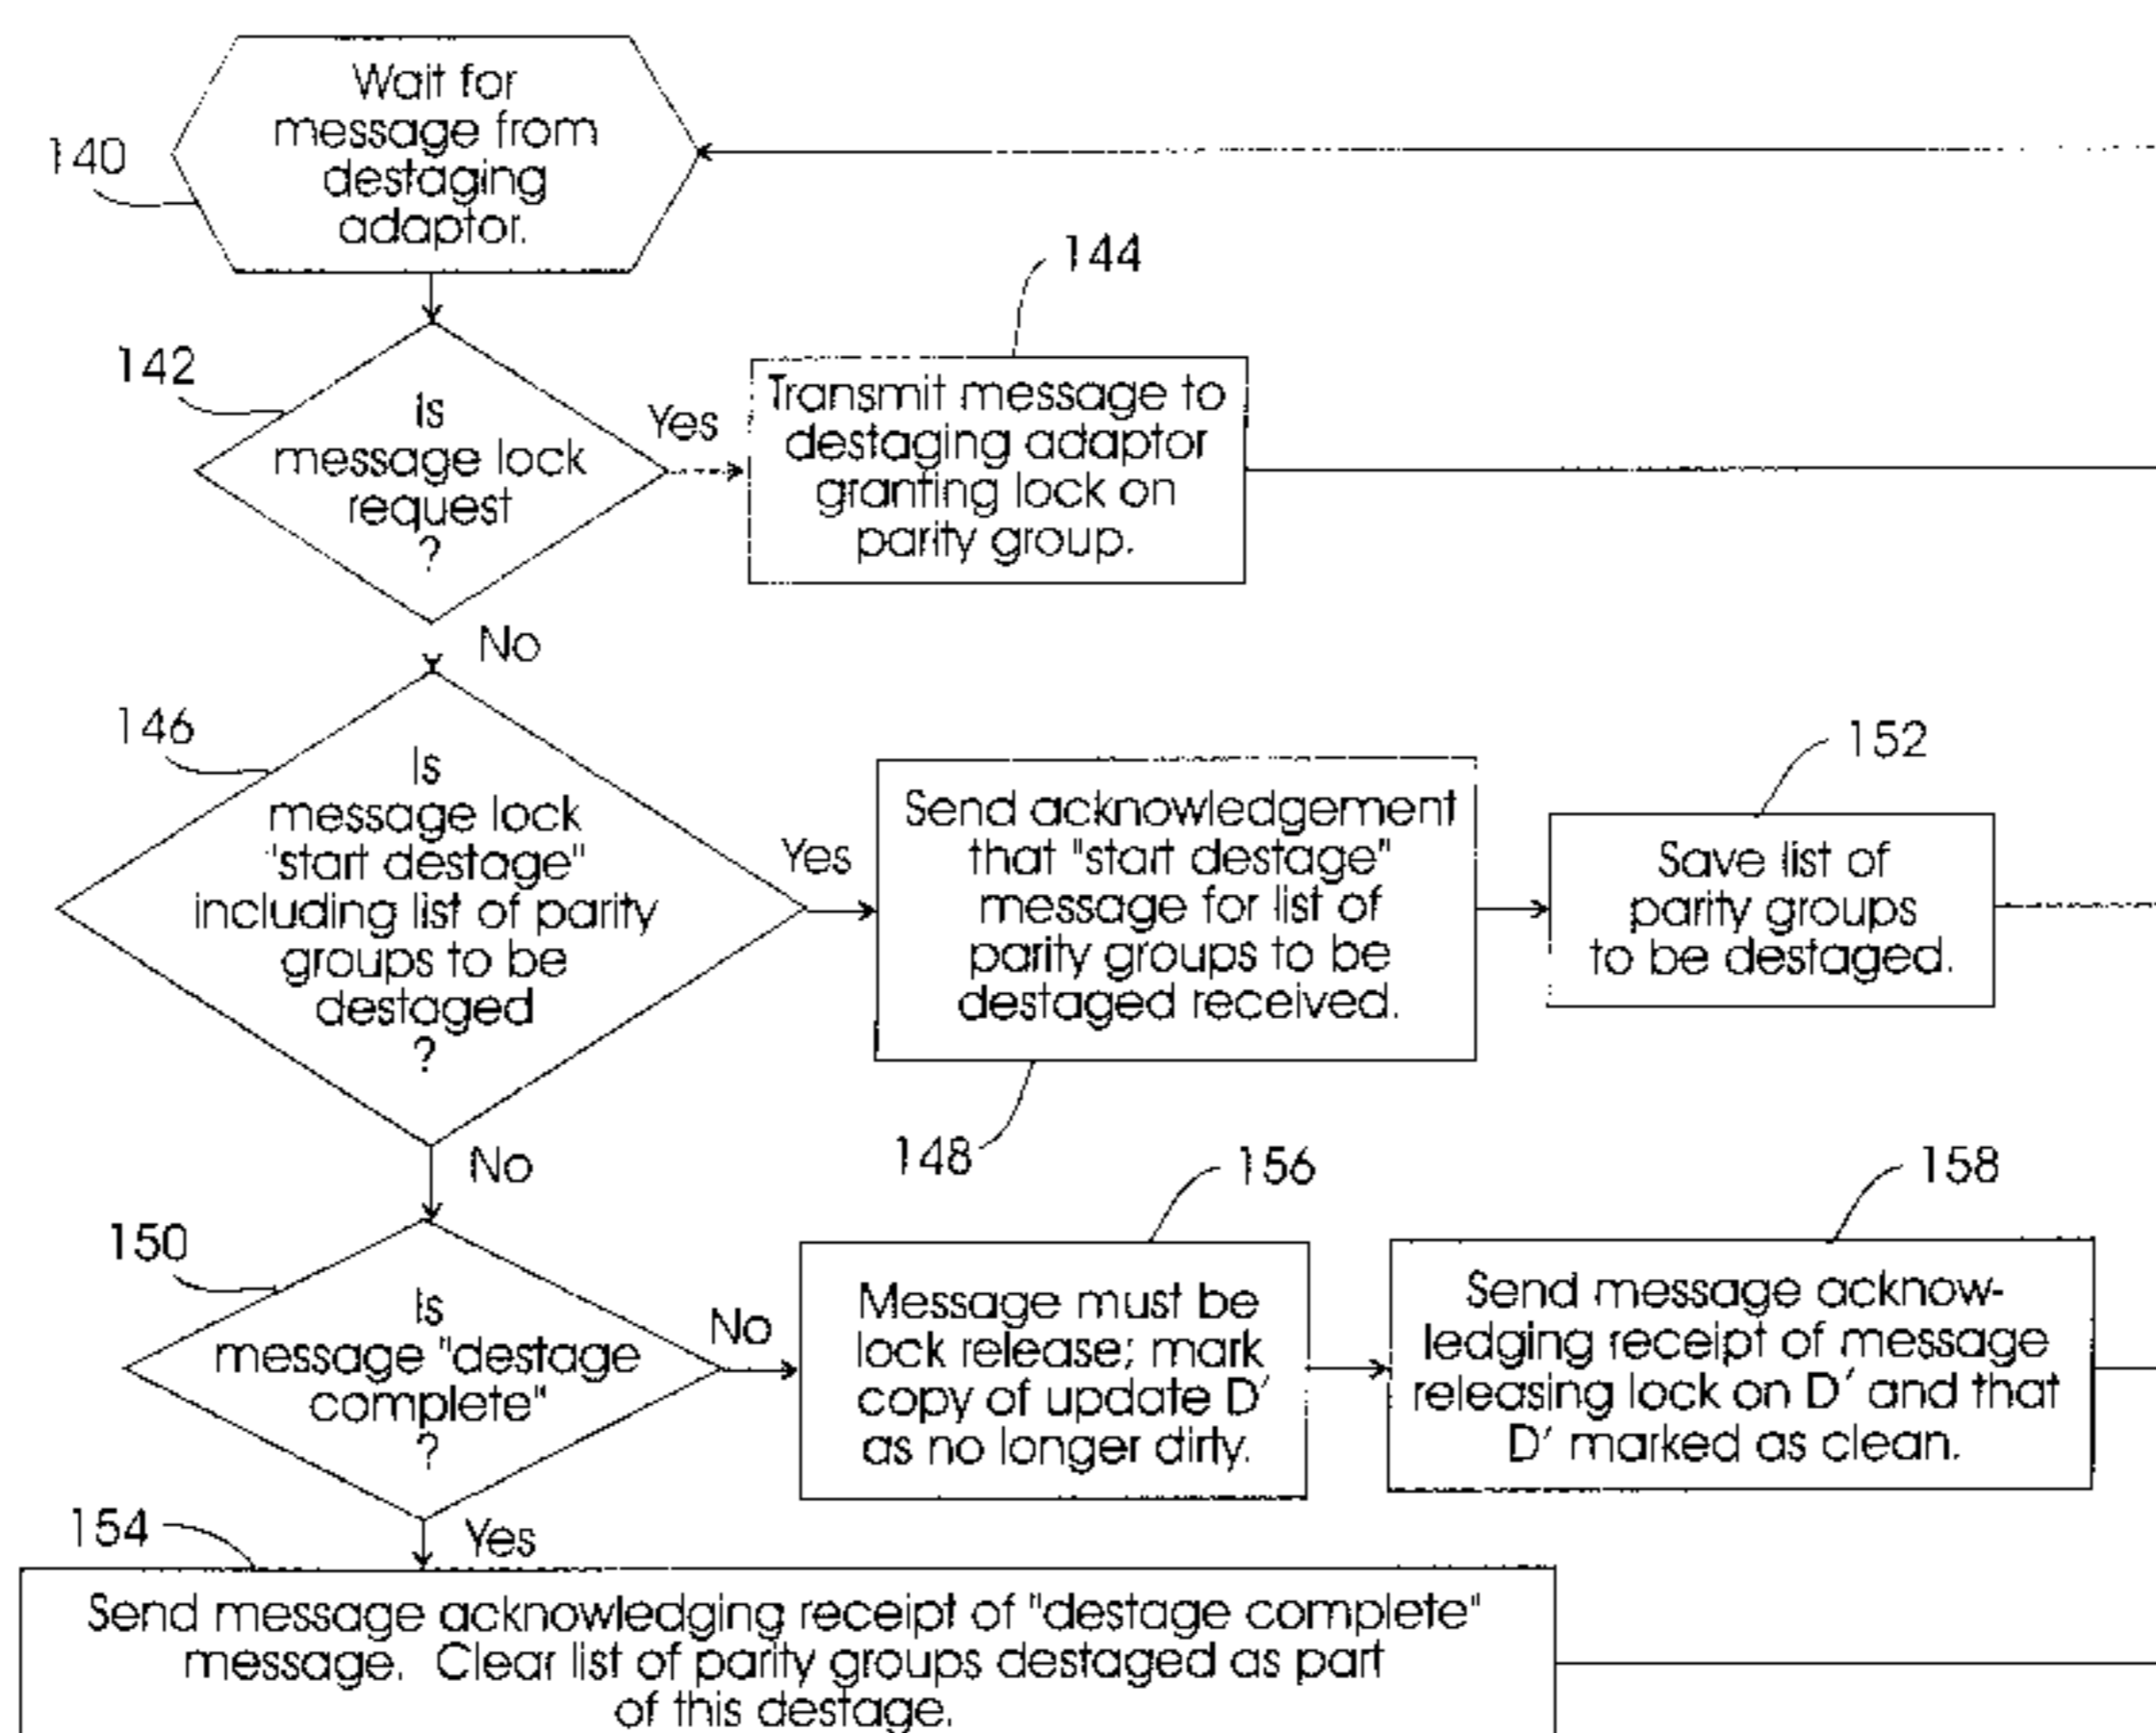 Wait for
message from
destaging
adaptor.
140
144
142
Is
message lock
request
?
Yes
Transmit message to
destaging adaptor
granting lock on
parity group.
No
146
Is
message lock
"start destage"
including list of parity
groups to be
destaged
?
Yes
Send acknowledgement
that "start destage"
message for list of
parity groups to be
destaged received.
148
152
Save list of
parity groups
to be destaged.
No
150
Is
message "destage
complete"
?
No
156
Message must be
lock release; mark
copy of update D'
as no longer dirty.
158
Send message acknow-
ledging receipt of message
releasing lock on D' and that
D' marked as clean.
154
Yes
Send message acknowledging receipt of "destage complete"
message. Clear list of parity groups destaged as part
of this destage.